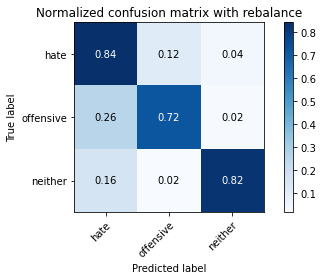 Normalized confusion matrix with rebalance
True label
hate
0.84 0.12 0.04
offensive
0.26 0.72 0.02
neither
0.16 0.02 0.82
hate
offensive
neither
Predicted label
0.8
0.7
0.6
0.5
0.4
0.3
0.2
0.1